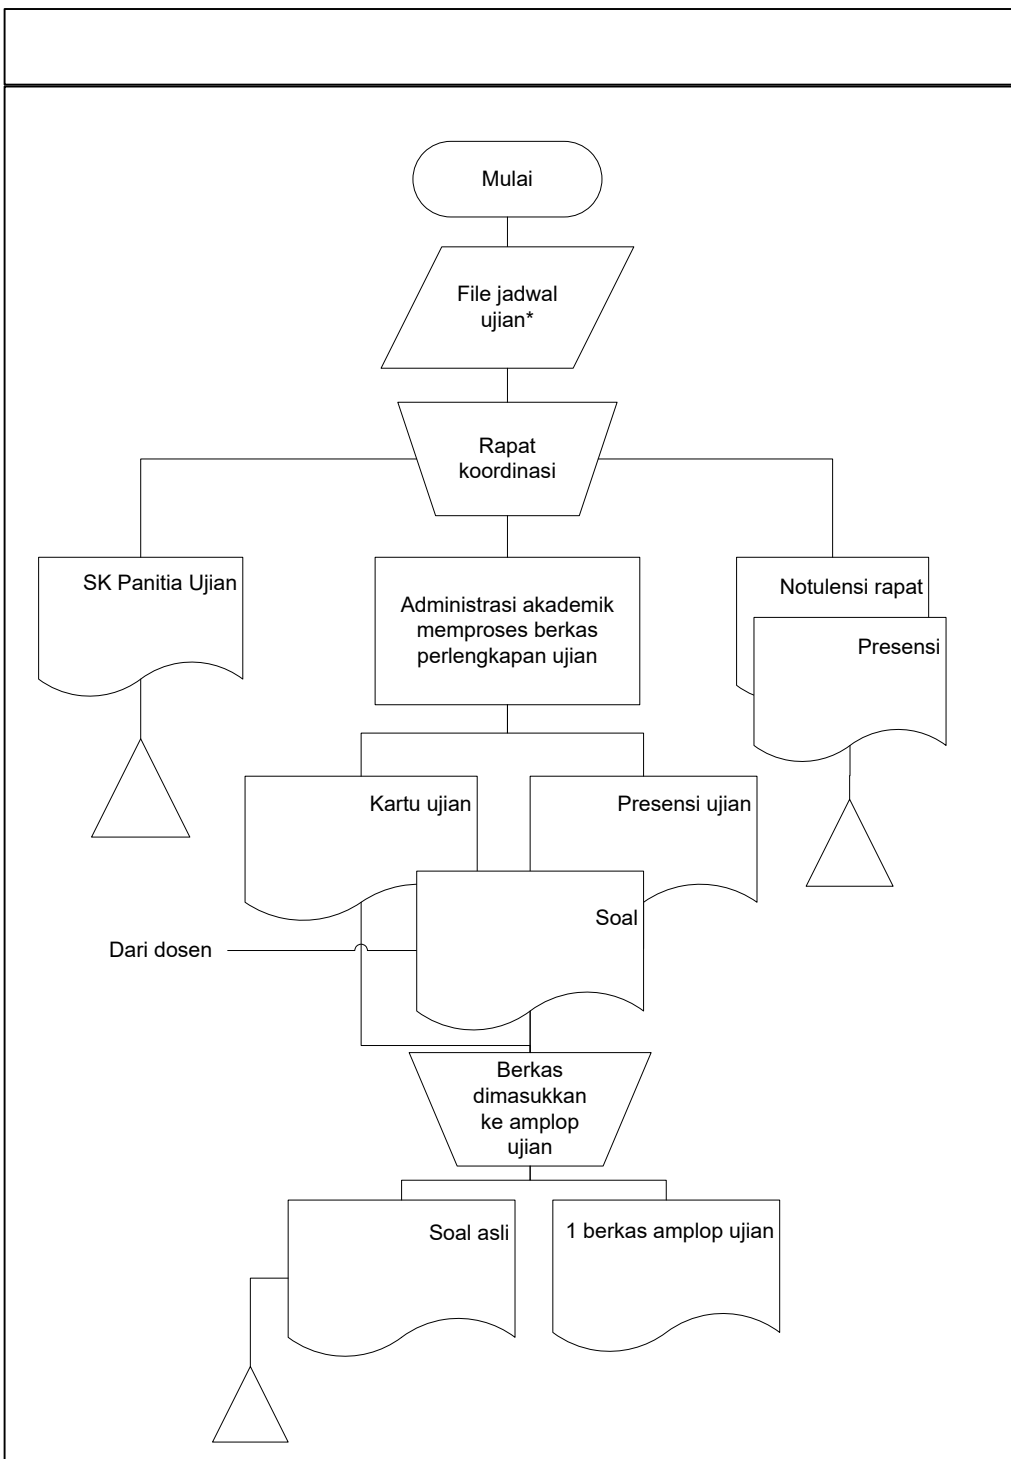 Mulai
File jadwal
ujian*
Rapat
koordinasi
SK Panitia Ujian
Administrasi akademik
memproses berkas
perlengkapan ujian
Notulensi rapat
Presensi
Kartu ujian
Presensi ujian
Soal
Dari dosen
Berkas
dimasukkan
ke amplop
ujian
Soal asli
1 berkas amplop ujian